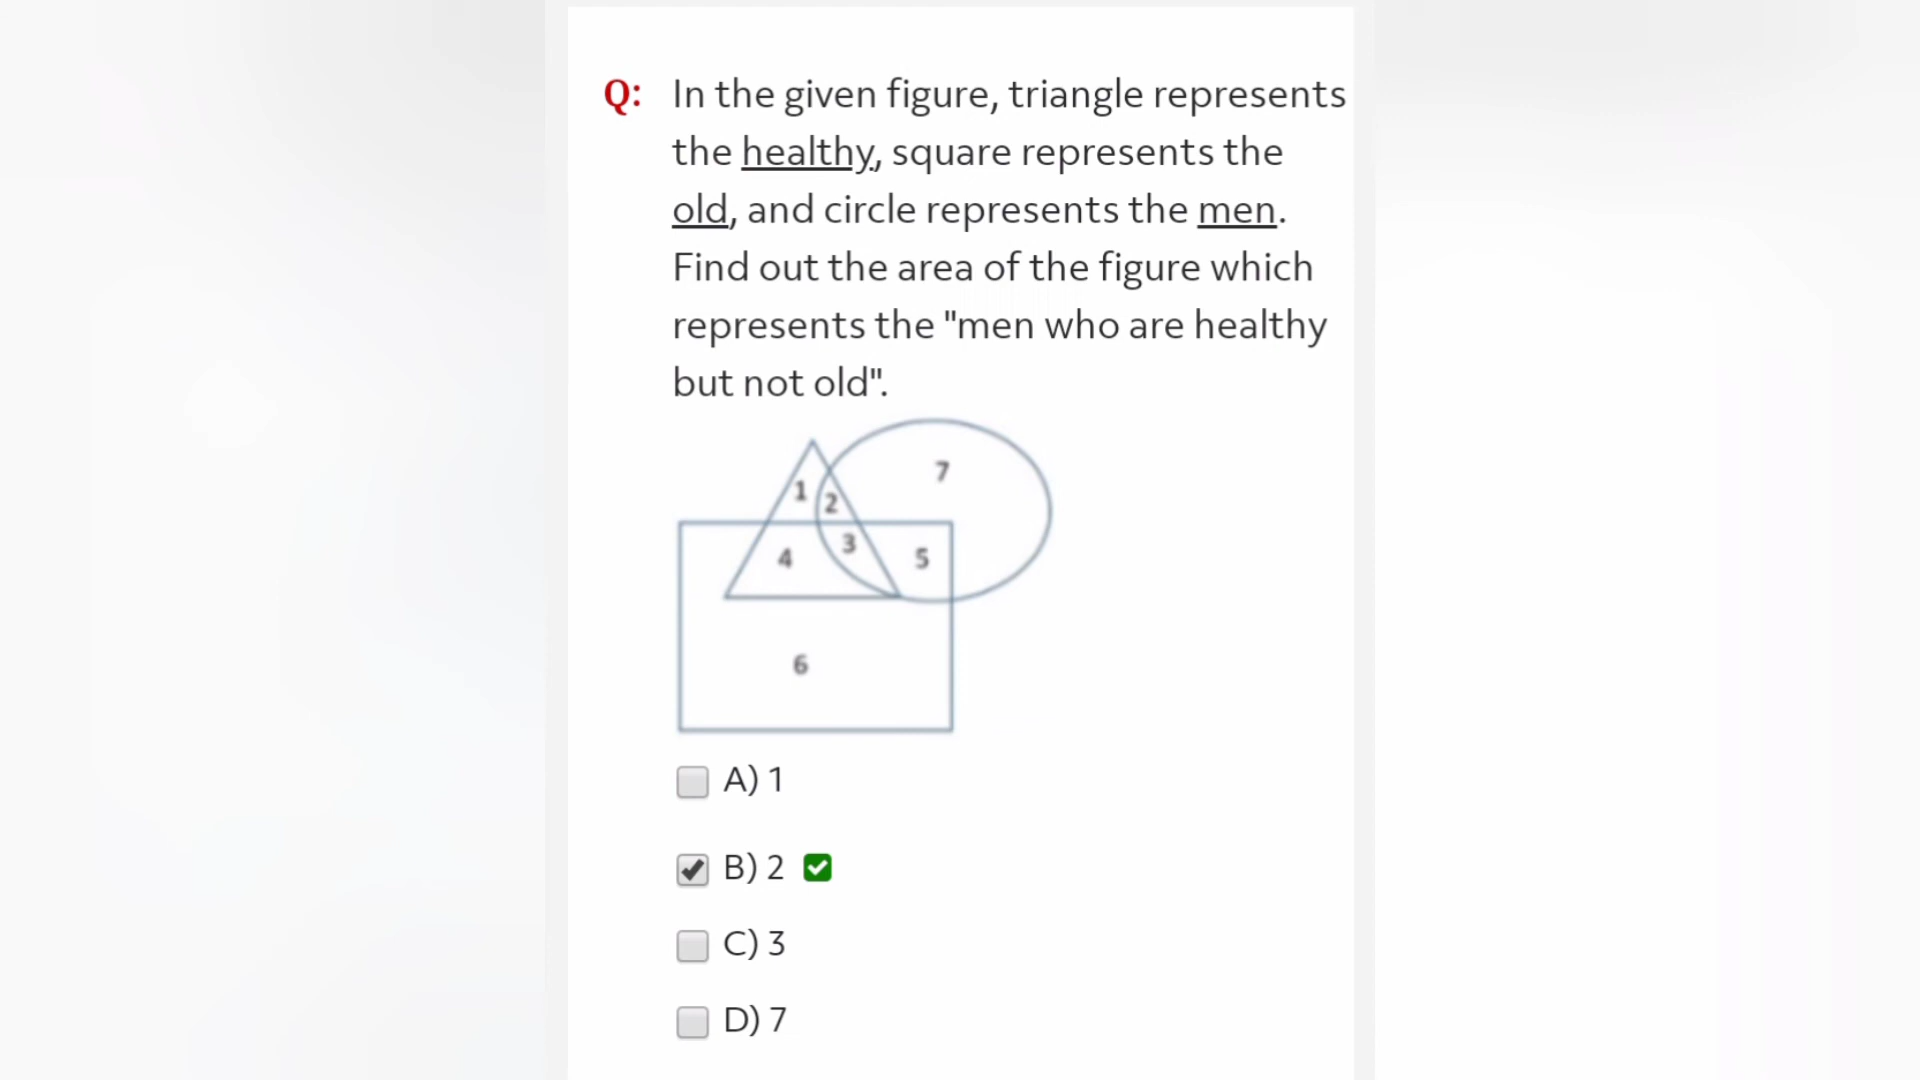 Q: In the given figure, triangle represents
the healthy, square represents the
old, and circle represents the men.
Find out the area of the figure which
represents the "men who are healthy
but not old".
7
1 2
3
4 5
6
A) 1
B) 2
C) 3
D) 7